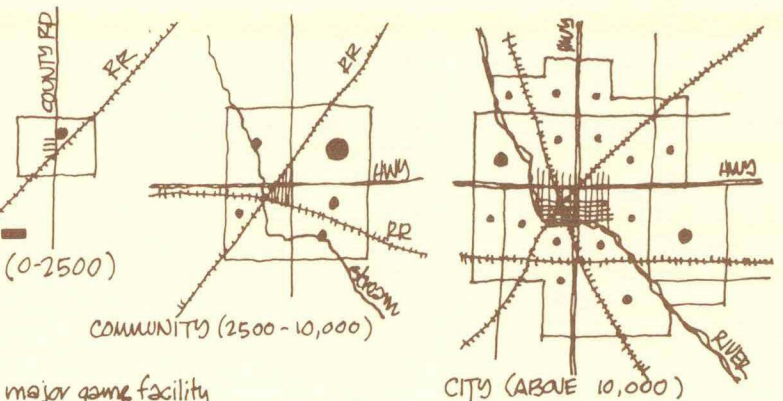 COUNTY RD
RR
(0-2500)
RR
HWY
RR
stream
COMMUNITY (2500-10,000)
HWY
HWY
RIVER
CITY (ABOVE 10,000)
major game facility